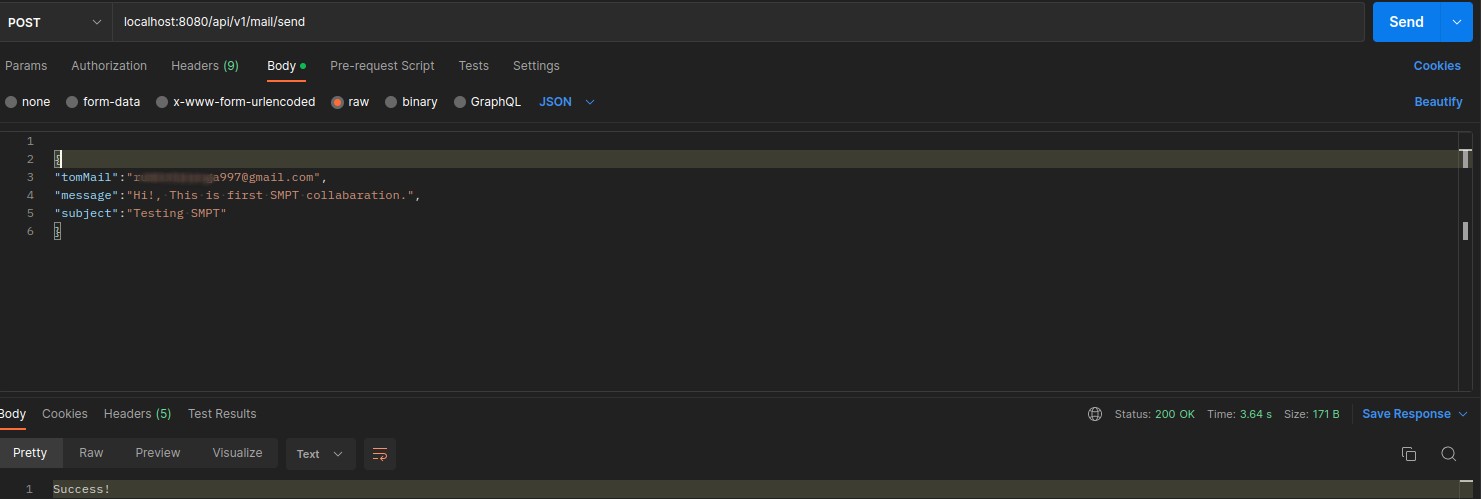 POST localhost:8080/api/v1/mail/send Send
Params Authorization Headers (9) Body Pre-request Script Tests Settings Cookies
none form-data x-www-form-urlencoded raw binary GraphQL JSON Beautify
1
2 {
3 "tomMail":" a997@gmail.com",
4 "message":"Hi!, This is first SMPT collabaration.",
5 "subject":"Testing SMPT"
6 }
Body Cookies Headers (5) Test Results Status: 200 OK Time: 3.64 s Size: 171 B Save Response
Pretty Raw Preview Visualize Text
1 Success!